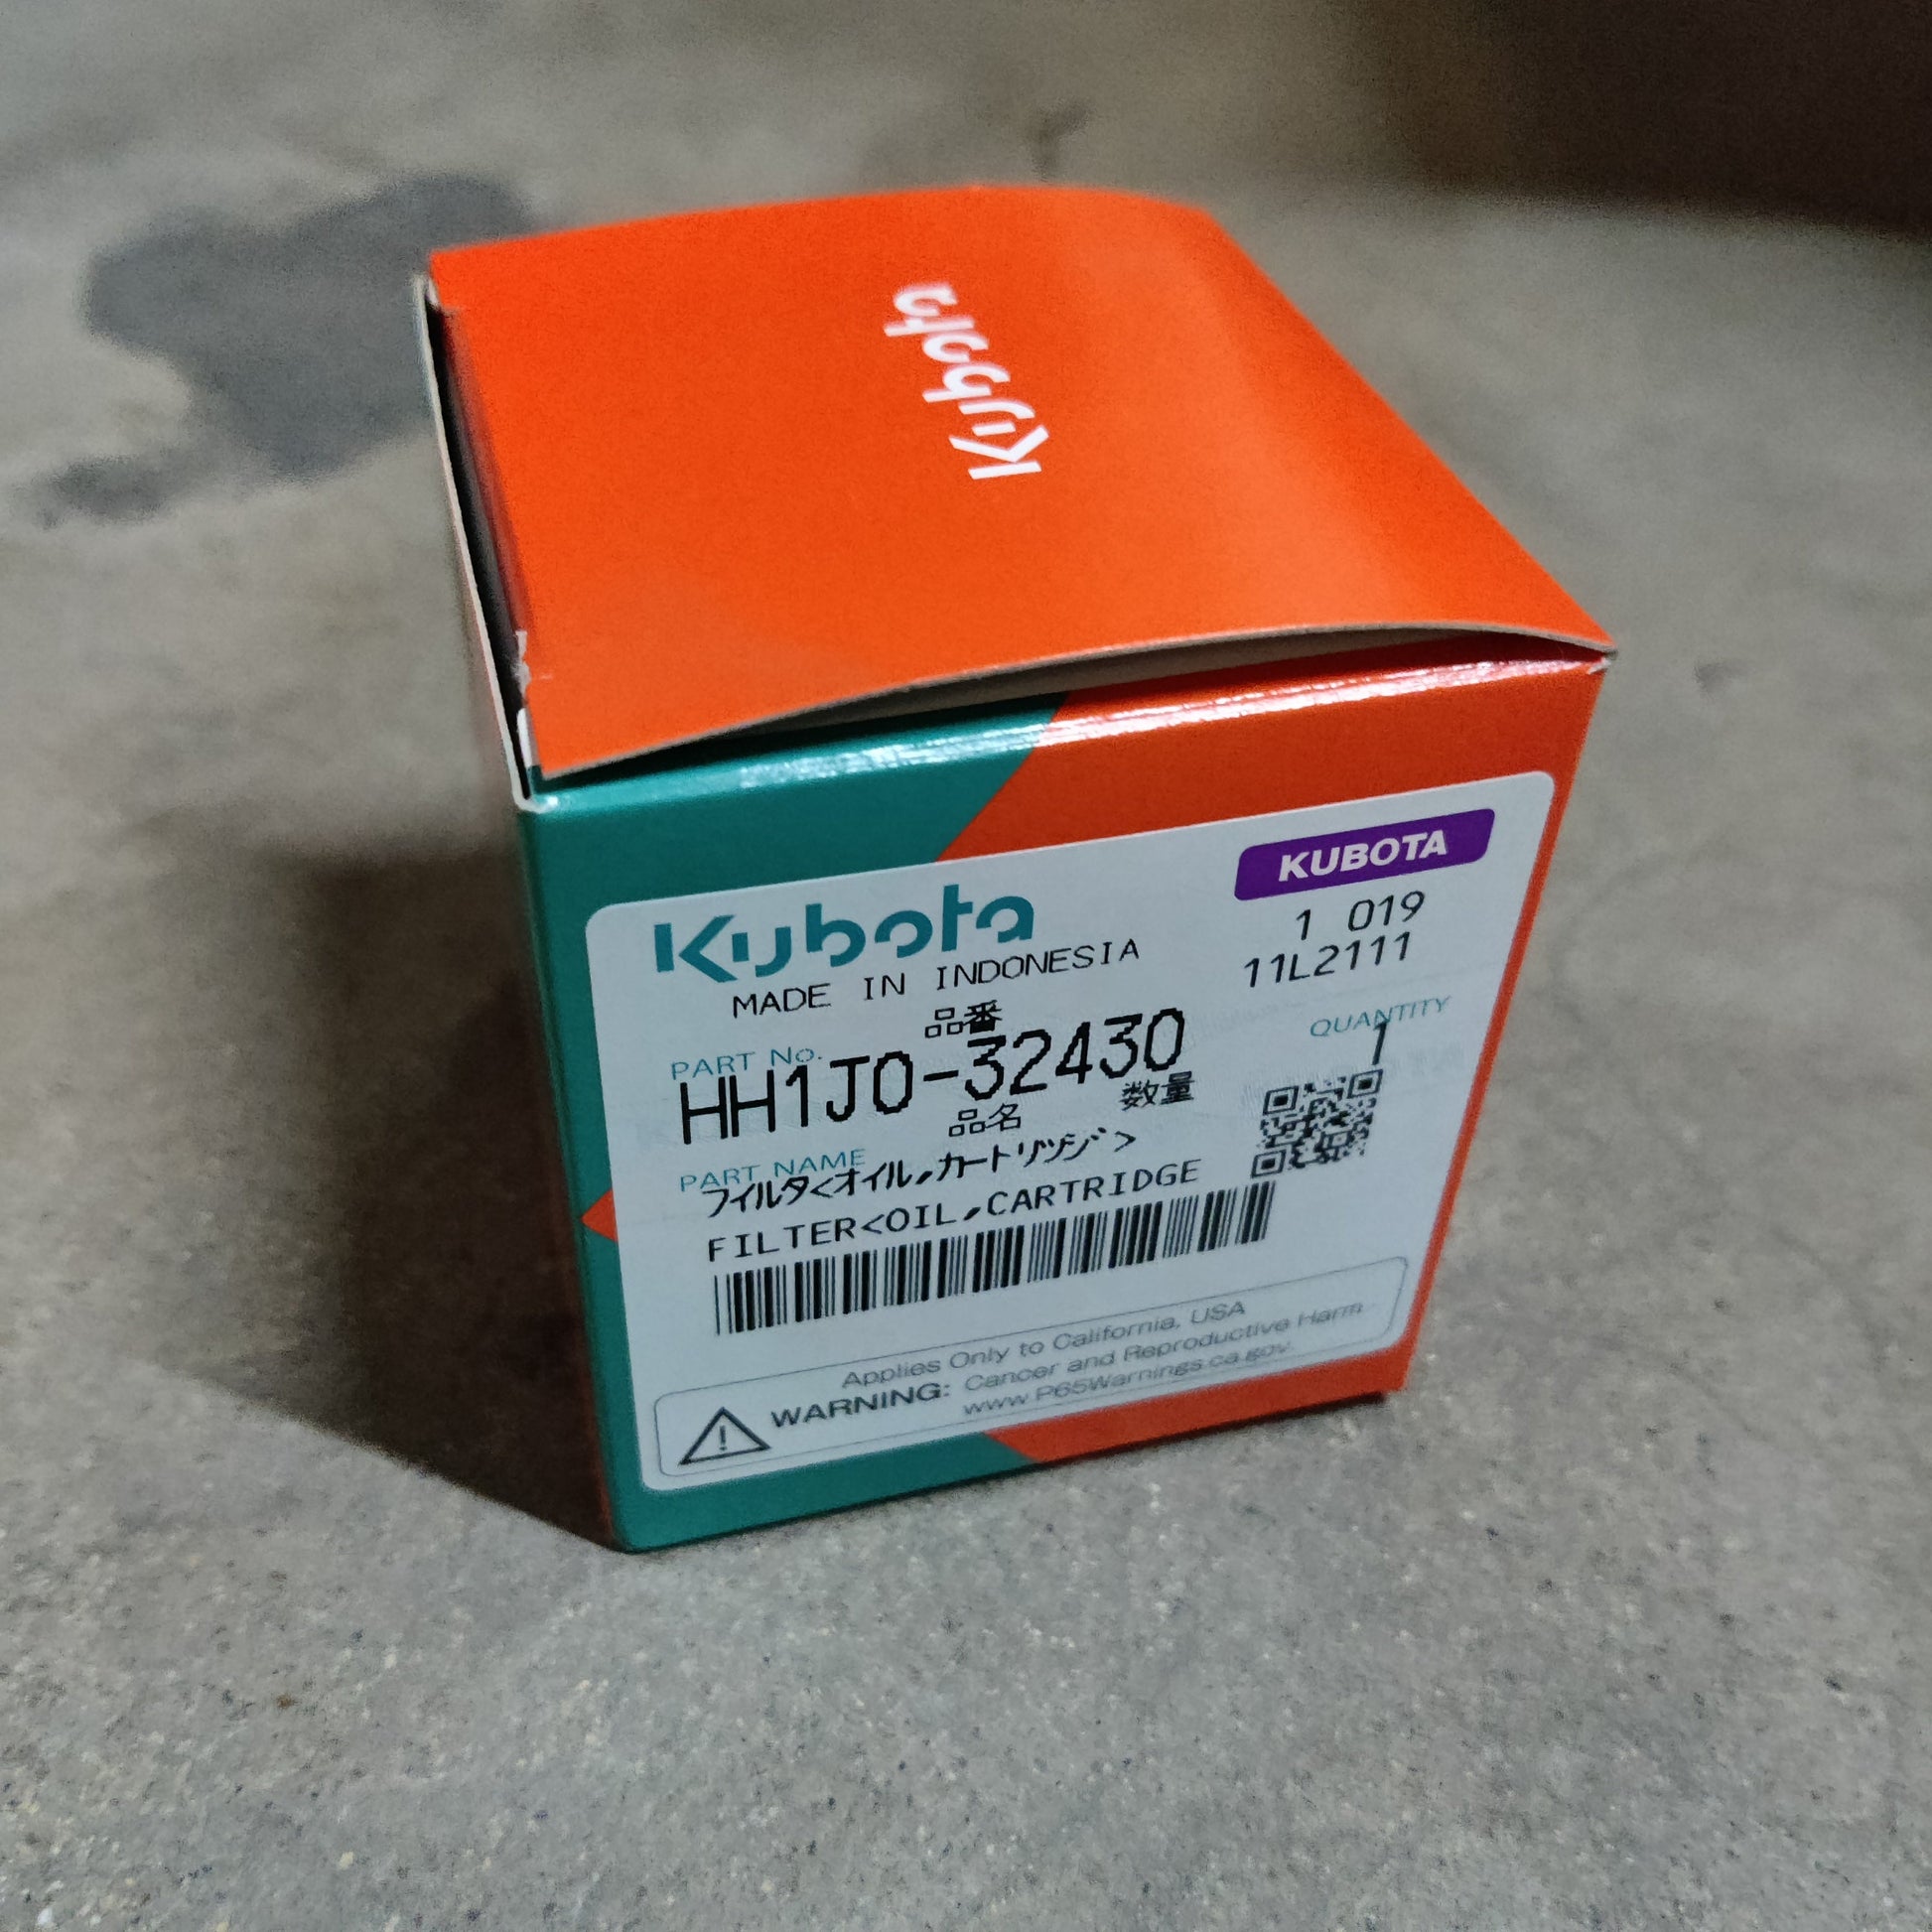 Kubota
Kubota
KUBOTA
MADE IN INDONESIA
1 019
11L2111
品番
PART No.
HH1J0-32430
QUANTITY
1
品名
数量
PART NAME
フイルタ<オイル,カートリツジ>
FILTER<OIL,CARTRIDGE
Applies Only to California, USA
WARNING: Cancer and Reproductive Harm
www.P65Warnings.ca.gov.